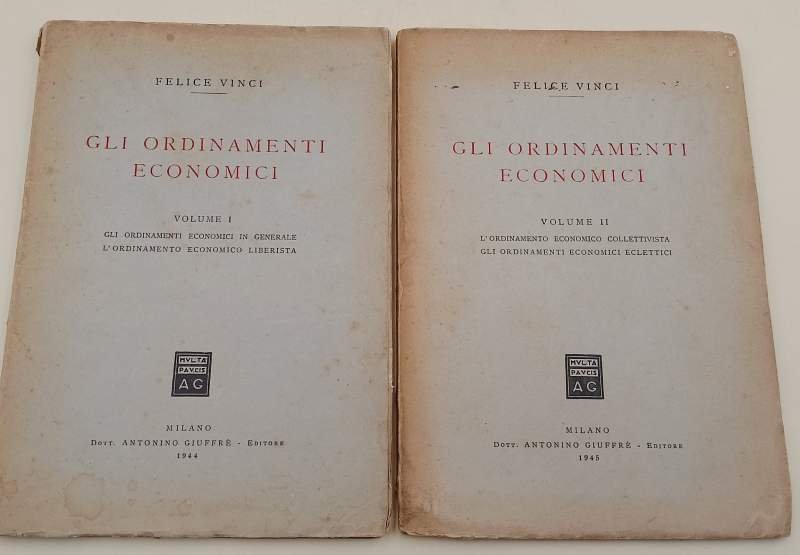 FELICE VINCI
GLI ORDINAMENTI
ECONOMICI
VOLUME I
GLI ORDINAMENTI ECONOMICI IN GENERALE
L'ORDINAMENTO ECONOMICO LIBERISTA
MVLTA
PAVCIS
AG
MILANO
DOTT. ANTONINO GIUFFRÈ - EDITORE
1944
FELICE VINCI
GLI ORDINAMENTI
ECONOMICI
VOLUME II
L'ORDINAMENTO ECONOMICO COLLETTIVISTA
GLI ORDINAMENTI ECONOMICI ECLETTICI
MVLTA
PAVCIS
AG
MILANO
DOTT. ANTONINO GIUFFRÈ - EDITORE
1945